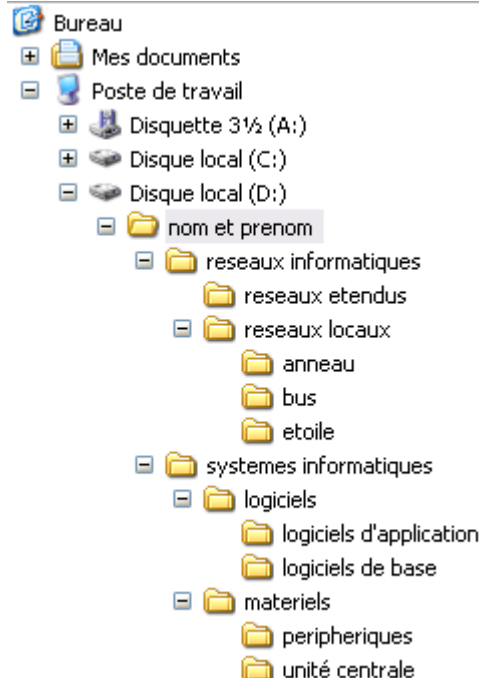 Bureau
Mes documents
Poste de travail
Disquette 3½ (A:)
Disque local (C:)
Disque local (D:)
nom et prenom
reseaux informatiques
reseaux etendus
reseaux locaux
anneau
bus
etoile
systemes informatiques
logiciels
logiciels d'application
logiciels de base
materiels
peripheriques
unité centrale